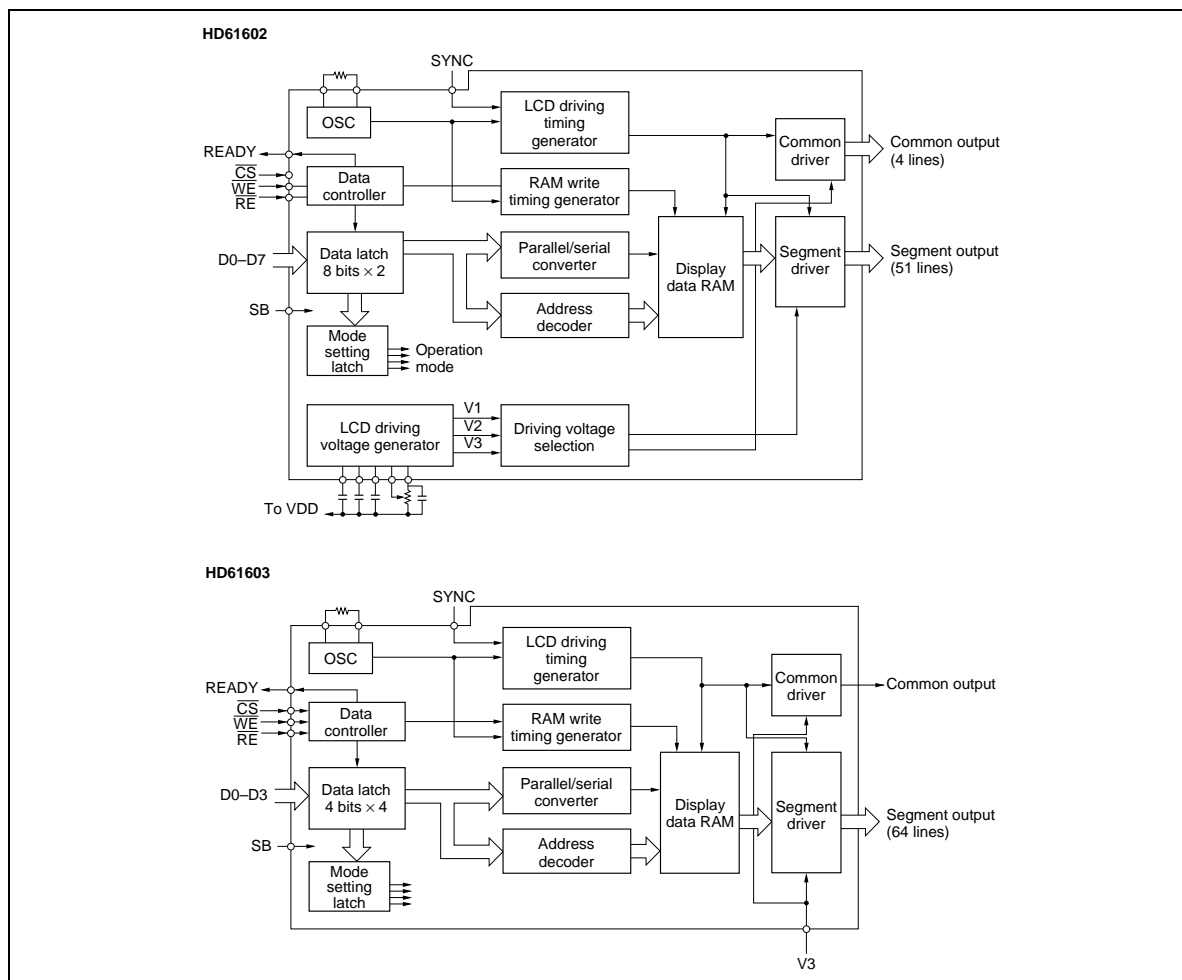 HD61602
SYNC
OSC
LCD driving
timing
generator
Common
driver
Common output
(4 lines)
READY
CS
WE
RE
Data
controller
RAM write
timing generator
D0–D7
Data latch
8 bits × 2
Parallel/serial
converter
Display
data RAM
Segment
driver
Segment output
(51 lines)
Address
decoder
SB
Mode
setting
latch
Operation
mode
LCD driving
voltage generator
V1
V2
V3
Driving voltage
selection
To VDD
HD61603
SYNC
OSC
LCD driving
timing
generator
Common
driver
Common output
READY
CS
WE
RE
Data
controller
RAM write
timing generator
D0–D3
Data latch
4 bits × 4
Parallel/serial
converter
Display
data RAM
Segment
driver
Segment output
(64 lines)
Address
decoder
SB
Mode
setting
latch
V3